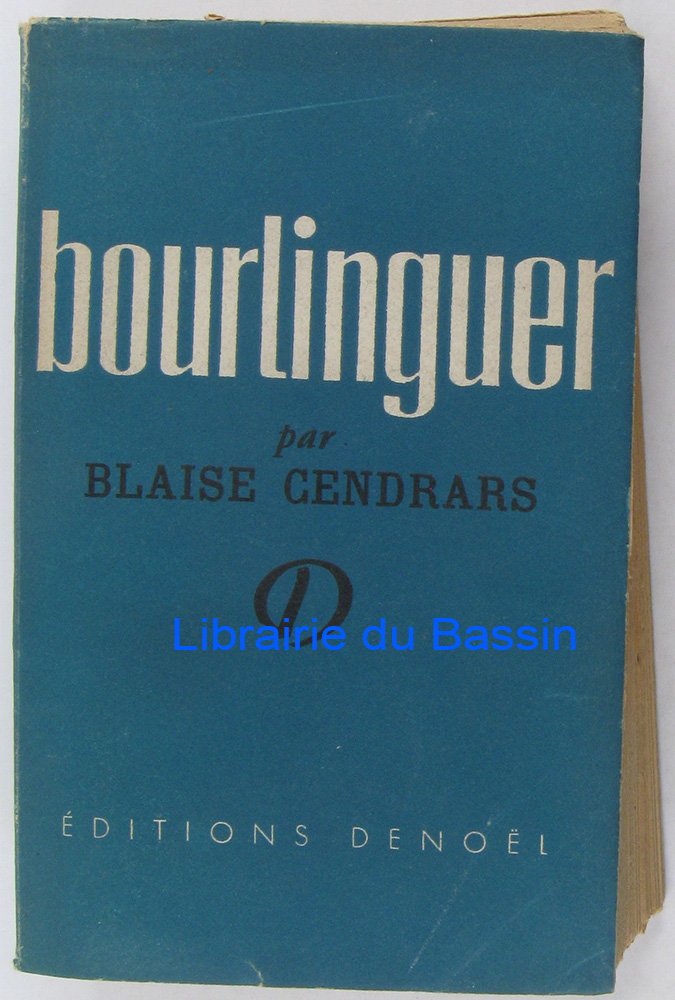 bourlinguer
par
BLAISE CENDRARS
D
Librairie du Bassin
ÉDITIONS DENOËL